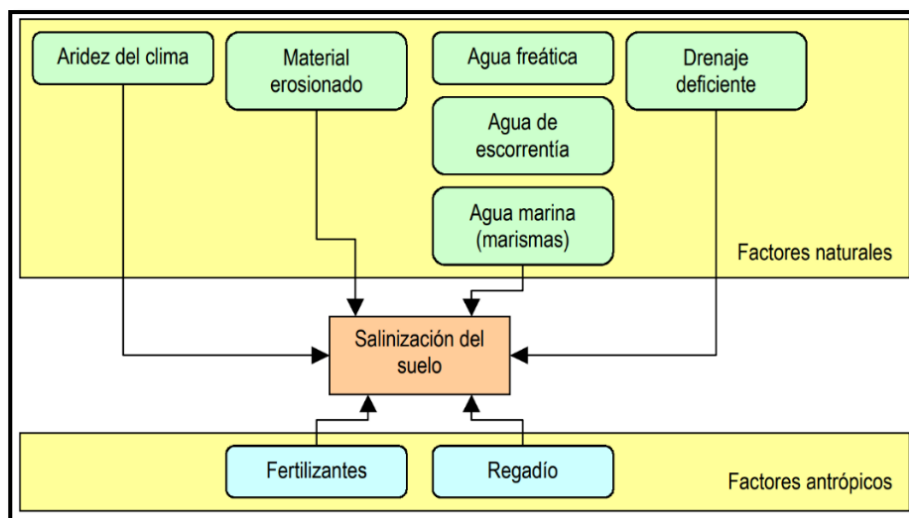 Aridez del clima
Material
erosionado
Agua freática
Drenaje
deficiente
Agua de
escorrentía
Agua marina
(marismas)
Factores naturales
Salinización del
suelo
Fertilizantes
Regadío
Factores antrópicos